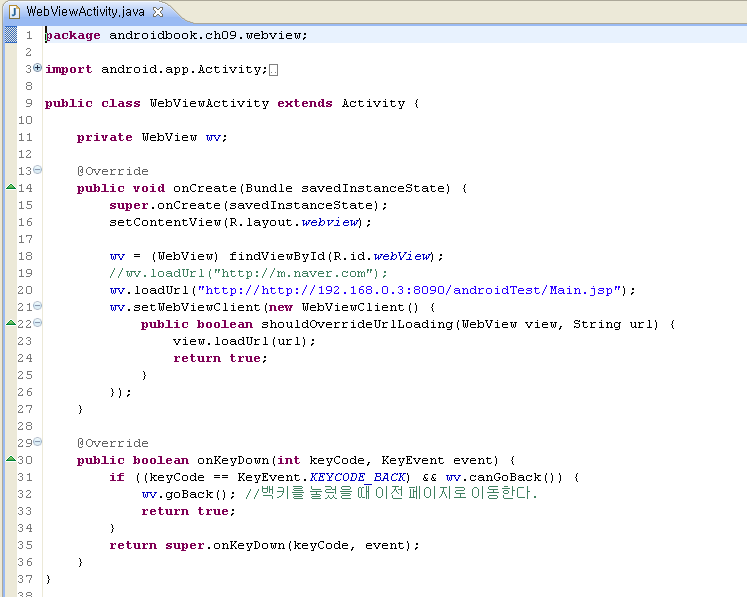 WebViewActivity.java
1 package androidbook.ch09.webview;
2
3 import android.app.Activity;
8
9 public class WebViewActivity extends Activity {
10
11 private WebView wv;
12
13 @Override
14 public void onCreate(Bundle savedInstanceState) {
15 super.onCreate(savedInstanceState);
16 setContentView(R.layout.webview);
17
18 wv = (WebView) findViewById(R.id.webView);
19 //wv.loadUrl("http://m.naver.com");
20 wv.loadUrl("http://http://192.168.0.3:8090/androidTest/Main.jsp");
21 wv.setWebViewClient(new WebViewClient() {
22 public boolean shouldOverrideUrlLoading(WebView view, String url) {
23 view.loadUrl(url);
24 return true;
25 }
26 });
27 }
28
29 @Override
30 public boolean onKeyDown(int keyCode, KeyEvent event) {
31 if ((keyCode == KeyEvent.KEYCODE_BACK) && wv.canGoBack()) {
32 wv.goBack(); //백키를 눌렀을 때 이전 페이지로 이동한다.
33 return true;
34 }
35 return super.onKeyDown(keyCode, event);
36 }
37 }
38